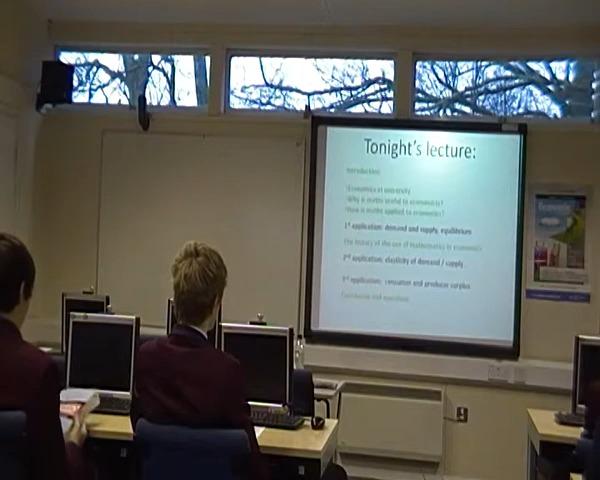 Tonight's lecture:
Introduction:
Economics at university
Why is maths useful to economists?
How is maths applied to economics?
1st application: demand and supply, equilibrium
The history of the use of mathematics in economics
2nd application: elasticity of demand / supply
3rd application: consumer and producer surplus
Conclusion and questions